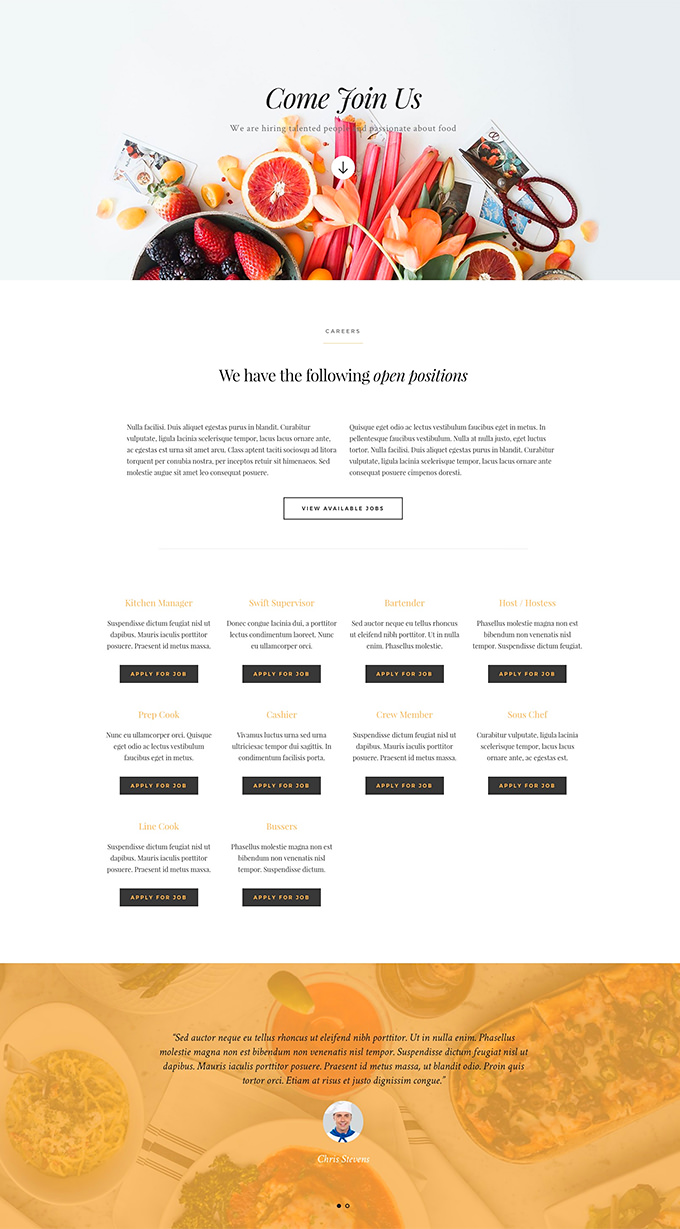 Come Join Us
We are hiring talented people and passionate about food
CAREERS
We have the following open positions
Nulla facilisi. Duis aliquet egestas purus in blandit. Curabitur
vulputate, ligula lacinia scelerisque tempor, lacus lacus ornare ante,
ac egestas est urna sit amet arcu. Class aptent taciti sociosqu ad litora
torquent per conubia nostra, per inceptos retuir sit himenaeos. Sed
molestie augue sit amet leo consequat posuere.
Quisque eget odio ac lectus vestibulum faucibus eget in metus. In
pellentesque faucibus vestibulum. Nulla at nulla justo, eget luctus
tortor. Nulla facilisi. Duis aliquet egestas purus in blandit. Curabitur
vulputate, ligula lacinia scelerisque tempor, lacus lacus ornare ante
consequat posuere cimpenos doresti.
VIEW AVAILABLE JOBS
Kitchen Manager
Suspendisse dictum feugiat nisl ut
dapibus. Mauris iaculis porttitor
posuere. Praesent id metus massa.
APPLY FOR JOB
Swift Supervisor
Donec congue lacinia dui, a porttitor
lectus condimentum laoreet. Nunc
eu ullamcorper orci.
APPLY FOR JOB
Bartender
Sed auctor neque eu tellus rhoncus
ut eleifend nibh porttitor. Ut in nulla
enim. Phasellus molestie.
APPLY FOR JOB
Host / Hostess
Phasellus molestie magna non est
bibendum non venenatis nisl
tempor. Suspendisse dictum feugiat.
APPLY FOR JOB
Prep Cook
Nunc eu ullamcorper orci. Quisque
eget odio ac lectus vestibulum
faucibus eget in metus.
APPLY FOR JOB
Cashier
Vivamus luctus urna sed urna
ultriciesac tempor dui sagittis. In
condimentum facilisis porta.
APPLY FOR JOB
Crew Member
Suspendisse dictum feugiat nisl ut
dapibus. Mauris iaculis porttitor
posuere. Praesent id metus massa.
APPLY FOR JOB
Sous Chef
Curabitur vulputate, ligula lacinia
scelerisque tempor, lacus lacus
ornare ante, ac egestas est.
APPLY FOR JOB
Line Cook
Suspendisse dictum feugiat nisl ut
dapibus. Mauris iaculis porttitor
posuere. Praesent id metus massa.
APPLY FOR JOB
Bussers
Phasellus molestie magna non est
bibendum non venenatis nisl
tempor. Suspendisse dictum.
APPLY FOR JOB
“Sed auctor neque eu tellus rhoncus ut eleifend nibh porttitor. Ut in nulla enim. Phasellus
molestie magna non est bibendum non venenatis nisl tempor. Suspendisse dictum feugiat nisl ut
dapibus. Mauris iaculis porttitor posuere. Praesent id metus massa, ut blandit odio. Proin quis
tortor orci. Etiam at risus et justo dignissim congue.”
Chris Stevens